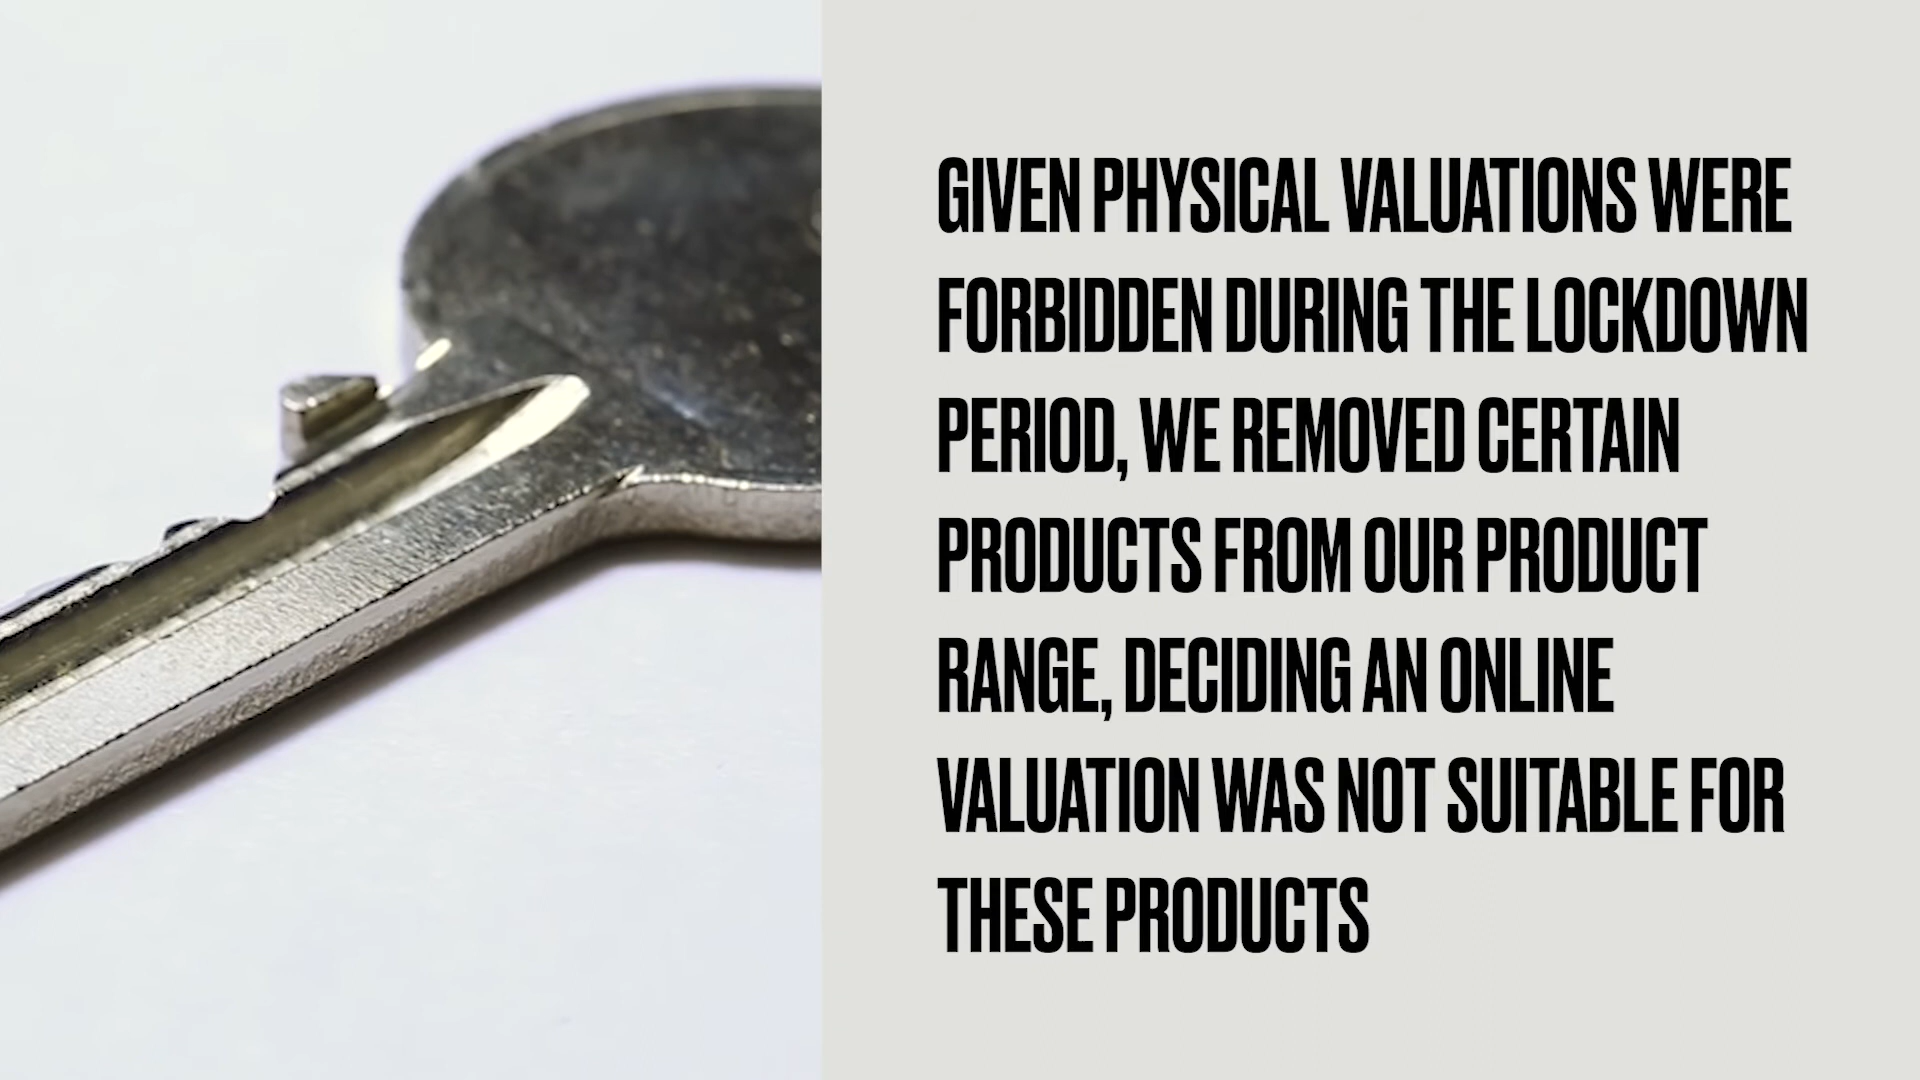 GIVEN PHYSICAL VALUATIONS WERE
FORBIDDEN DURING THE LOCKDOWN
PERIOD, WE REMOVED CERTAIN
PRODUCTS FROM OUR PRODUCT
RANGE, DECIDING AN ONLINE
VALUATION WAS NOT SUITABLE FOR
THESE PRODUCTS